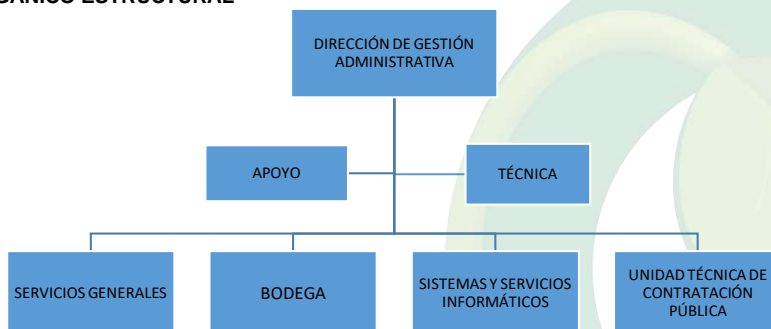 DIRECCIÓN DE GESTIÓN
ADMINISTRATIVA
APOYO
TÉCNICA
SERVICIOS GENERALES
BODEGA
SISTEMAS Y SERVICIOS
INFORMÁTICOS
UNIDAD TÉCNICA DE
CONTRATACIÓN
PÚBLICA